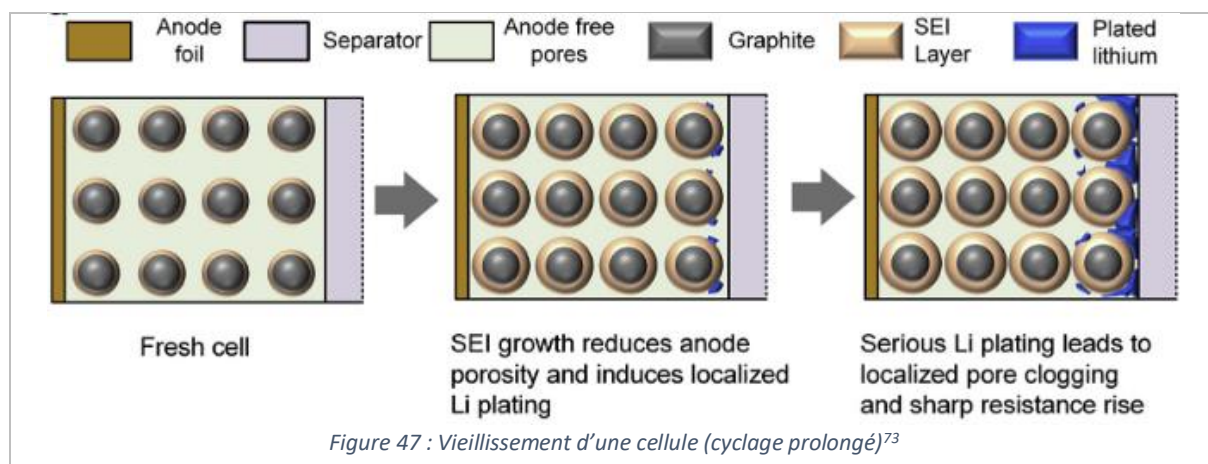 Anode foil
Separator
Anode free pores
Graphite
SEI Layer
Plated lithium
Fresh cell
SEI growth reduces anode
porosity and induces localized
Li plating
Serious Li plating leads to
localized pore clogging
and sharp resistance rise
Figure 47 : Vieillissement d’une cellule (cyclage prolongé)73